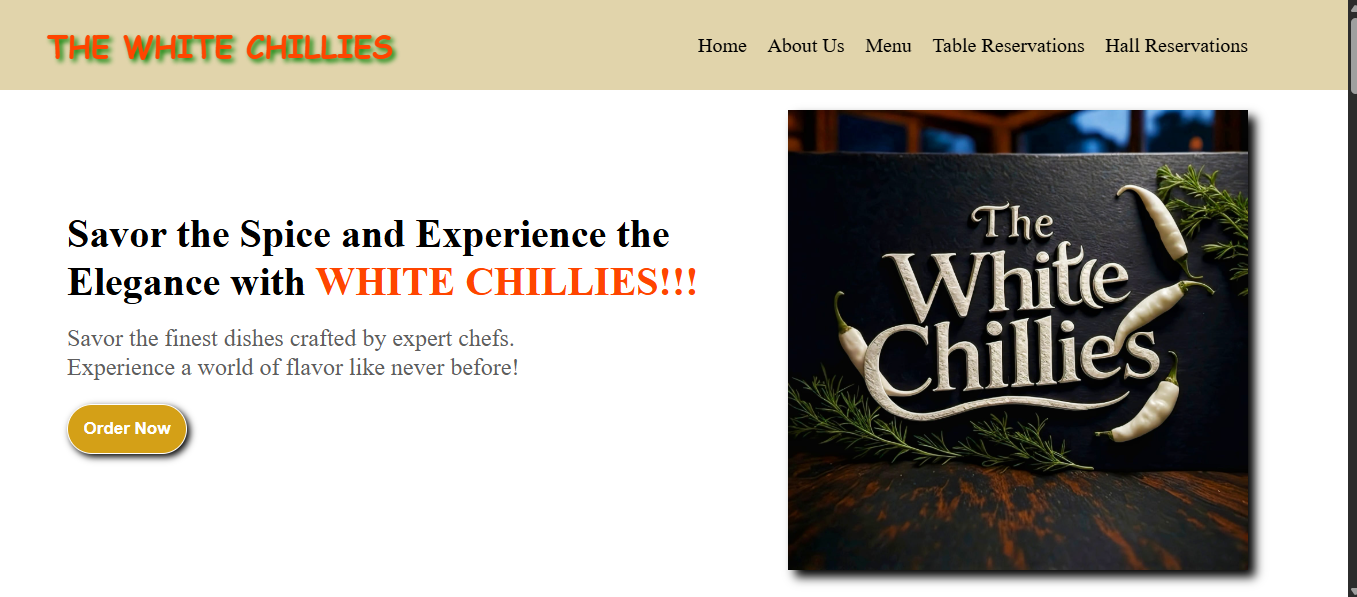 THE WHITE CHILLIES
Home About Us Menu Table Reservations Hall Reservations
Savor the Spice and Experience the
Elegance with WHITE CHILLIES!!!
Savor the finest dishes crafted by expert chefs.
Experience a world of flavor like never before!
Order Now
The
White
Chillies